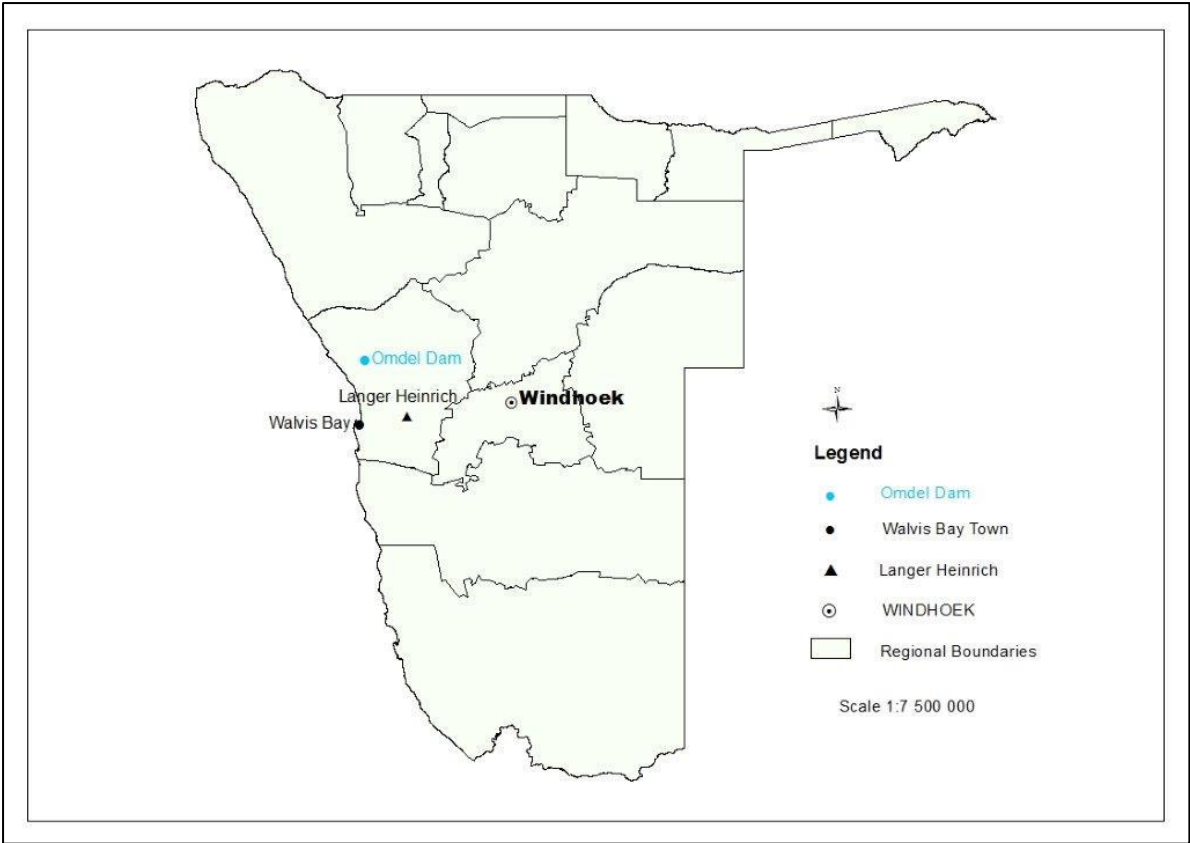 Omdel Dam
Langer Heinrich
Windhoek
Walvis Bay
N
Legend
Omdel Dam
Walvis Bay Town
Langer Heinrich
WINDHOEK
Regional Boundaries
Scale 1:7 500 000